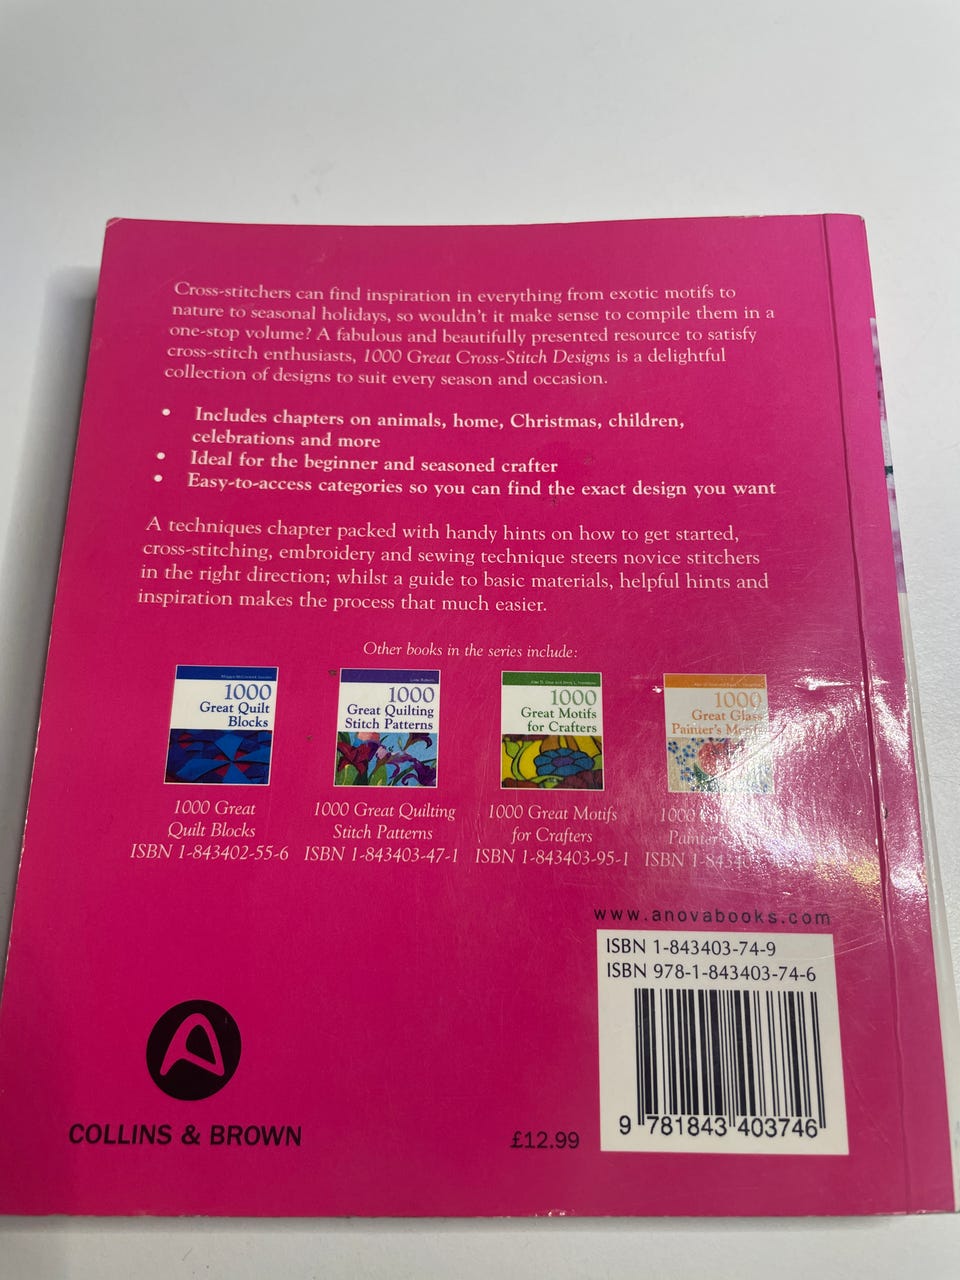 Cross-stitchers can find inspiration in everything from exotic motifs to
nature to seasonal holidays, so wouldn't it make sense to compile them in a
one-stop volume? A fabulous and beautifully presented resource to satisfy
cross-stitch enthusiasts, 1000 Great Cross-Stitch Designs is a delightful
collection of designs to suit every season and occasion.
• Includes chapters on animals, home, Christmas, children,
celebrations and more
• Ideal for the beginner and seasoned crafter
• Easy-to-access categories so you can find the exact design you want
A techniques chapter packed with handy hints on how to get started,
cross-stitching, embroidery and sewing technique steers novice stitchers
in the right direction; whilst a guide to basic materials, helpful hints and
inspiration makes the process that much easier.
Other books in the series include:
1000
Great Quilt
Blocks
1000
Great Quilting
Stitch Patterns
1000
Great Motifs
for Crafters
1000
Great Glass
Painter's
1000 Great
Quilt Blocks
ISBN 1-843402-55-6
1000 Great Quilting
Stitch Patterns
ISBN 1-843403-47-1
1000 Great Motifs
for Crafters
ISBN 1-843403-95-1
1000
ISBN
www.anovabooks.com
ISBN 1-843403-74-9
ISBN 978-1-843403-74-6
9 781843 403746
COLLINS & BROWN
£12.99